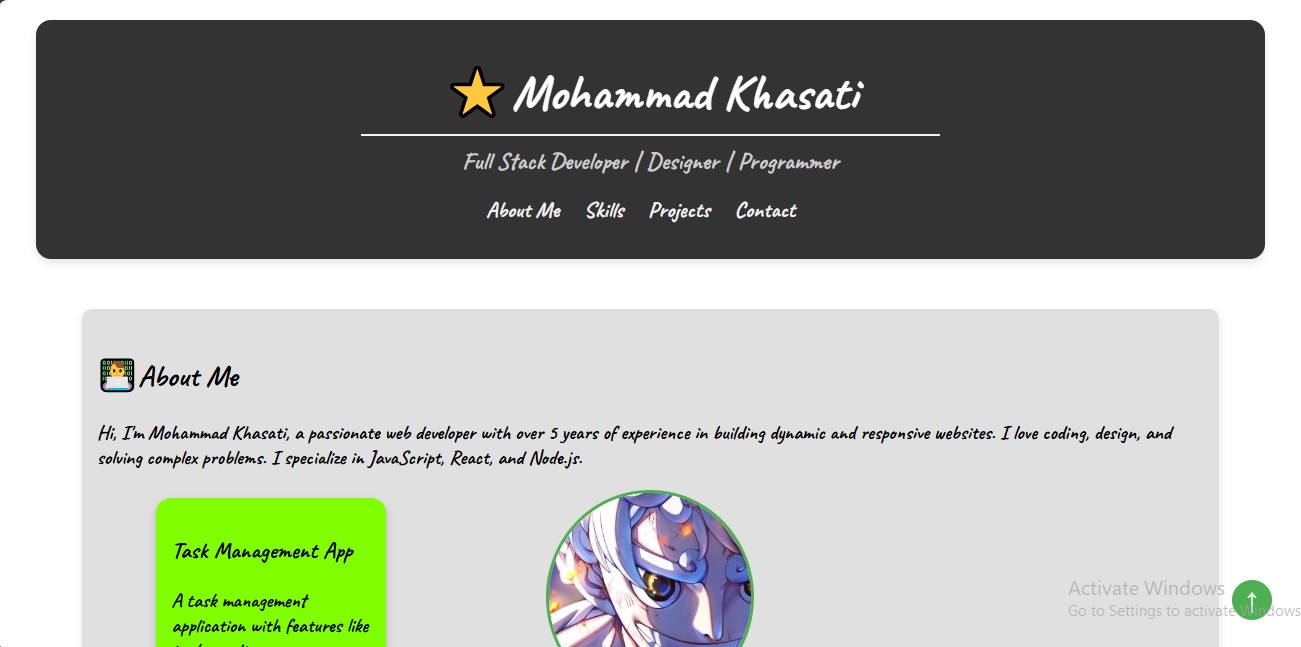 Mohammad Khasati
Full Stack Developer | Designer | Programmer
About Me Skills Projects Contact
About Me
Hi, I'm Mohammad Khasati, a passionate web developer with over 5 years of experience in building dynamic and responsive websites. I love coding, design, and
solving complex problems. I specialize in JavaScript, React, and Node.js.
Task Management App
A task management
application with features like
Activate Windows
Go to Settings to activate Windows